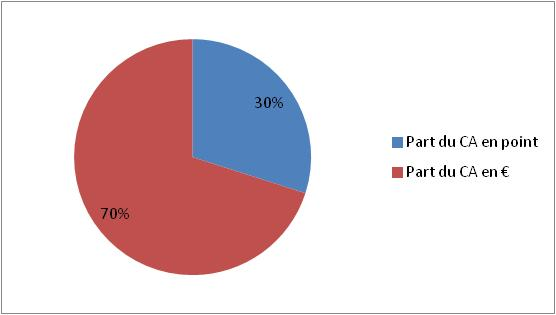 30%
70%
Part du CA en point
Part du CA en €